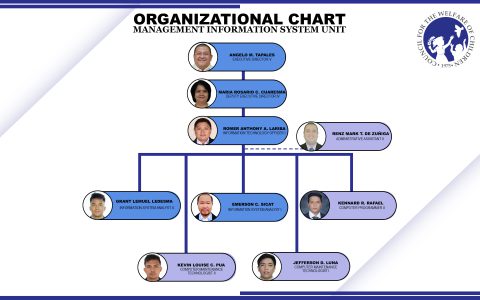 ORGANIZATIONAL CHART
MANAGEMENT INFORMATION SYSTEM UNIT
COUNCIL FOR THE WELFARE OF CHILDREN
1975
ANGELO M. TAPALES
EXECUTIVE DIRECTOR V
MARIA ROSARIO C. CUARESMA
DEPUTY EXECUTIVE DIRECTOR IV
ROMER ANTHONY A. LARIBA
INFORMATION TECHNOLOGY OFFICER I
RENZ MARK T. DE ZUÑIGA
ADMINISTRATIVE ASSISTANT II
GRANT LEMUEL LEDESMA
INFORMATION SYSTEM ANALYST II
EMERSON C. SICAT
INFORMATION SYSTEM ANALYST I
KENNARD R. RAFAEL
COMPUTER PROGRAMMER II
KEVIN LOUISE C. PUA
COMPUTER MAINTENANCE
TECHNOLOGIST II
JEFFERSON D. LUNA
COMPUTER MAINTENANCE
TECHNOLOGIST I